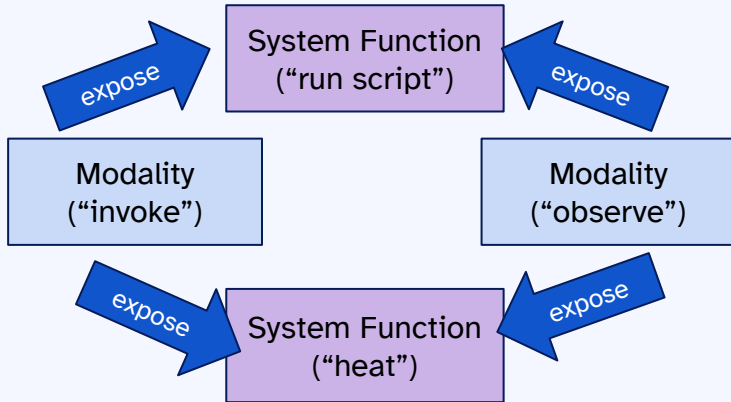 System Function
(“run script”)
expose
expose
Modality
(“invoke”)
Modality
(“observe”)
expose
expose
System Function
(“heat”)